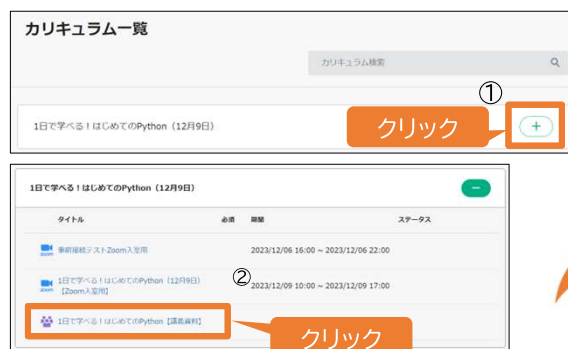 カリキュラム一覧
カリキュラム検索
①
1日で学べる！はじめてのPython（12月9日）
クリック
+
1日で学べる！はじめてのPython（12月9日）
タイトル 必須 期間 ステータス
zoom 事前接続テストZoom入室用 2023/12/06 16:00 ~ 2023/12/06 22:00
zoom 1日で学べる！はじめてのPython（12月9日）
【Zoom入室用】 ② 2023/12/09 10:00 ~ 2023/12/09 17:00
1日で学べる！はじめてのPython【講義資料】
クリック